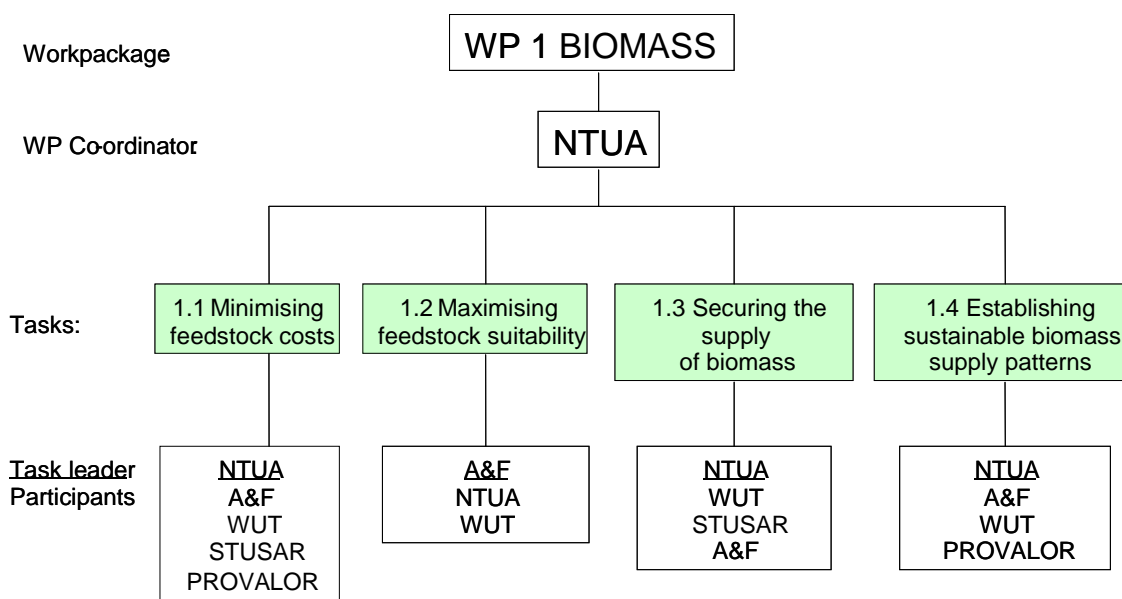 Workpackage
WP 1 BIOMASS
WP Co-ordinator
NTUA
Tasks:
1.1 Minimising
feedstock costs
1.2 Maximising
feedstock suitability
1.3 Securing the
supply
of biomass
1.4 Establishing
sustainable biomass
supply patterns
Task leader
Participants
NTUA
A&F
WUT
STUSAR
PROVALOR
A&F
NTUA
WUT
NTUA
WUT
STUSAR
A&F
NTUA
A&F
WUT
PROVALOR